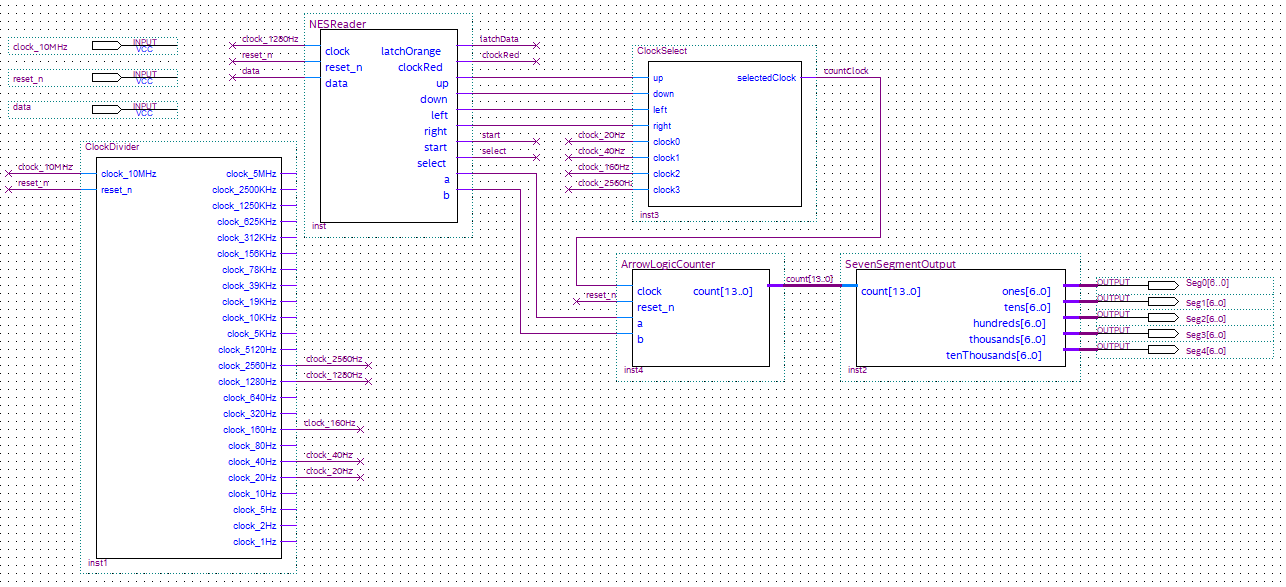 clock_10MHz
INPUT
VCC
reset_n
INPUT
VCC
data
INPUT
VCC
NESReader
clock_1280Hz
reset_n
data
clock
reset_n
data
latchOrange
clockRed
up
down
left
right
start
select
a
b
inst
latchData
clockRed
start
select
ClockSelect
up
down
left
right
clock0
clock1
clock2
clock3
selectedClock
inst3
clock_20Hz
clock_40Hz
clock_160Hz
clock_2560Hz
countClock
ClockDivider
clock_10MHz
reset_n
clock_10MHz
reset_n
clock_5MHz
clock_2500KHz
clock_1250KHz
clock_625KHz
clock_312KHz
clock_156KHz
clock_78KHz
clock_39KHz
clock_19KHz
clock_10KHz
clock_5KHz
clock_5120Hz
clock_2560Hz
clock_1280Hz
clock_640Hz
clock_320Hz
clock_160Hz
clock_80Hz
clock_40Hz
clock_20Hz
clock_10Hz
clock_5Hz
clock_2Hz
clock_1Hz
inst1
clock_2560Hz
clock_1280Hz
clock_160Hz
clock_40Hz
clock_20Hz
ArrowLogicCounter
reset_n
clock
reset_n
a
b
count[13..0]
inst4
count[13..0]
SevenSegmentOutput
count[13..0]
ones[6..0]
tens[6..0]
hundreds[6..0]
thousands[6..0]
tenThousands[6..0]
inst2
OUTPUT
Seg0[6..0]
OUTPUT
Seg1[6..0]
OUTPUT
Seg2[6..0]
OUTPUT
Seg3[6..0]
OUTPUT
Seg4[6..0]